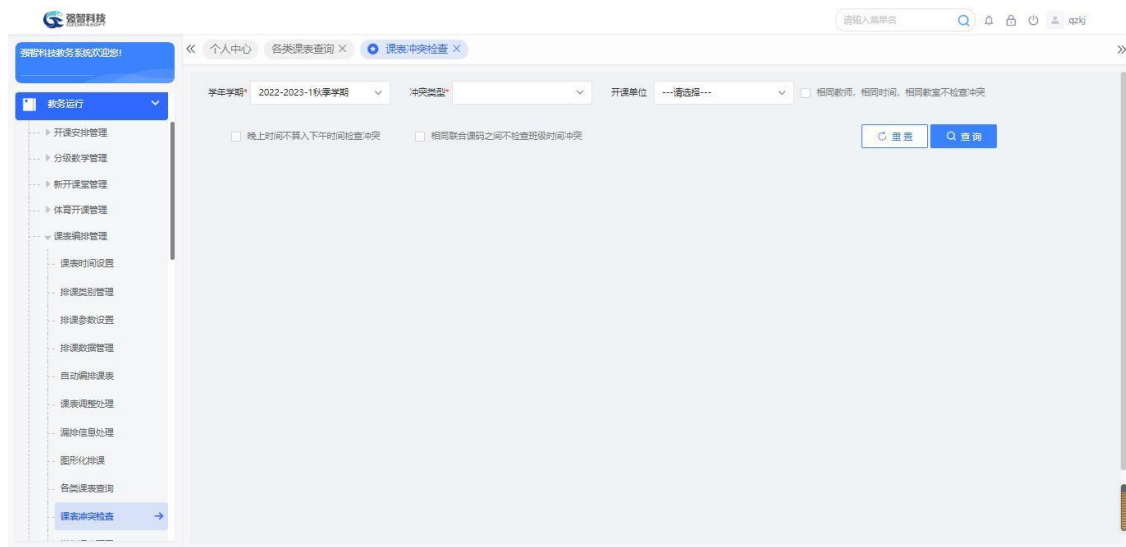 强智科技
QIANGZHISOFT
请输入菜单名
qzkj
强智科技教务系统欢迎您!
个人中心
各类课表查询
课表冲突检查
教务运行
学年学期* 2022-2023-1秋季学期
冲突类型*
开课单位 ---请选择---
相同教师, 相同时间, 相同教室不检查冲突
晚上时间不算入下午时间检查冲突
相同联合课码之间不检查班级时间冲突
重置
查询
开课安排管理
分级教学管理
新开课堂管理
体育开课管理
课表编排管理
课表时间设置
排课类别管理
排课参数设置
排课数据管理
自动编排课表
课表调整处理
漏排信息处理
图形化排课
各类课表查询
课表冲突检查